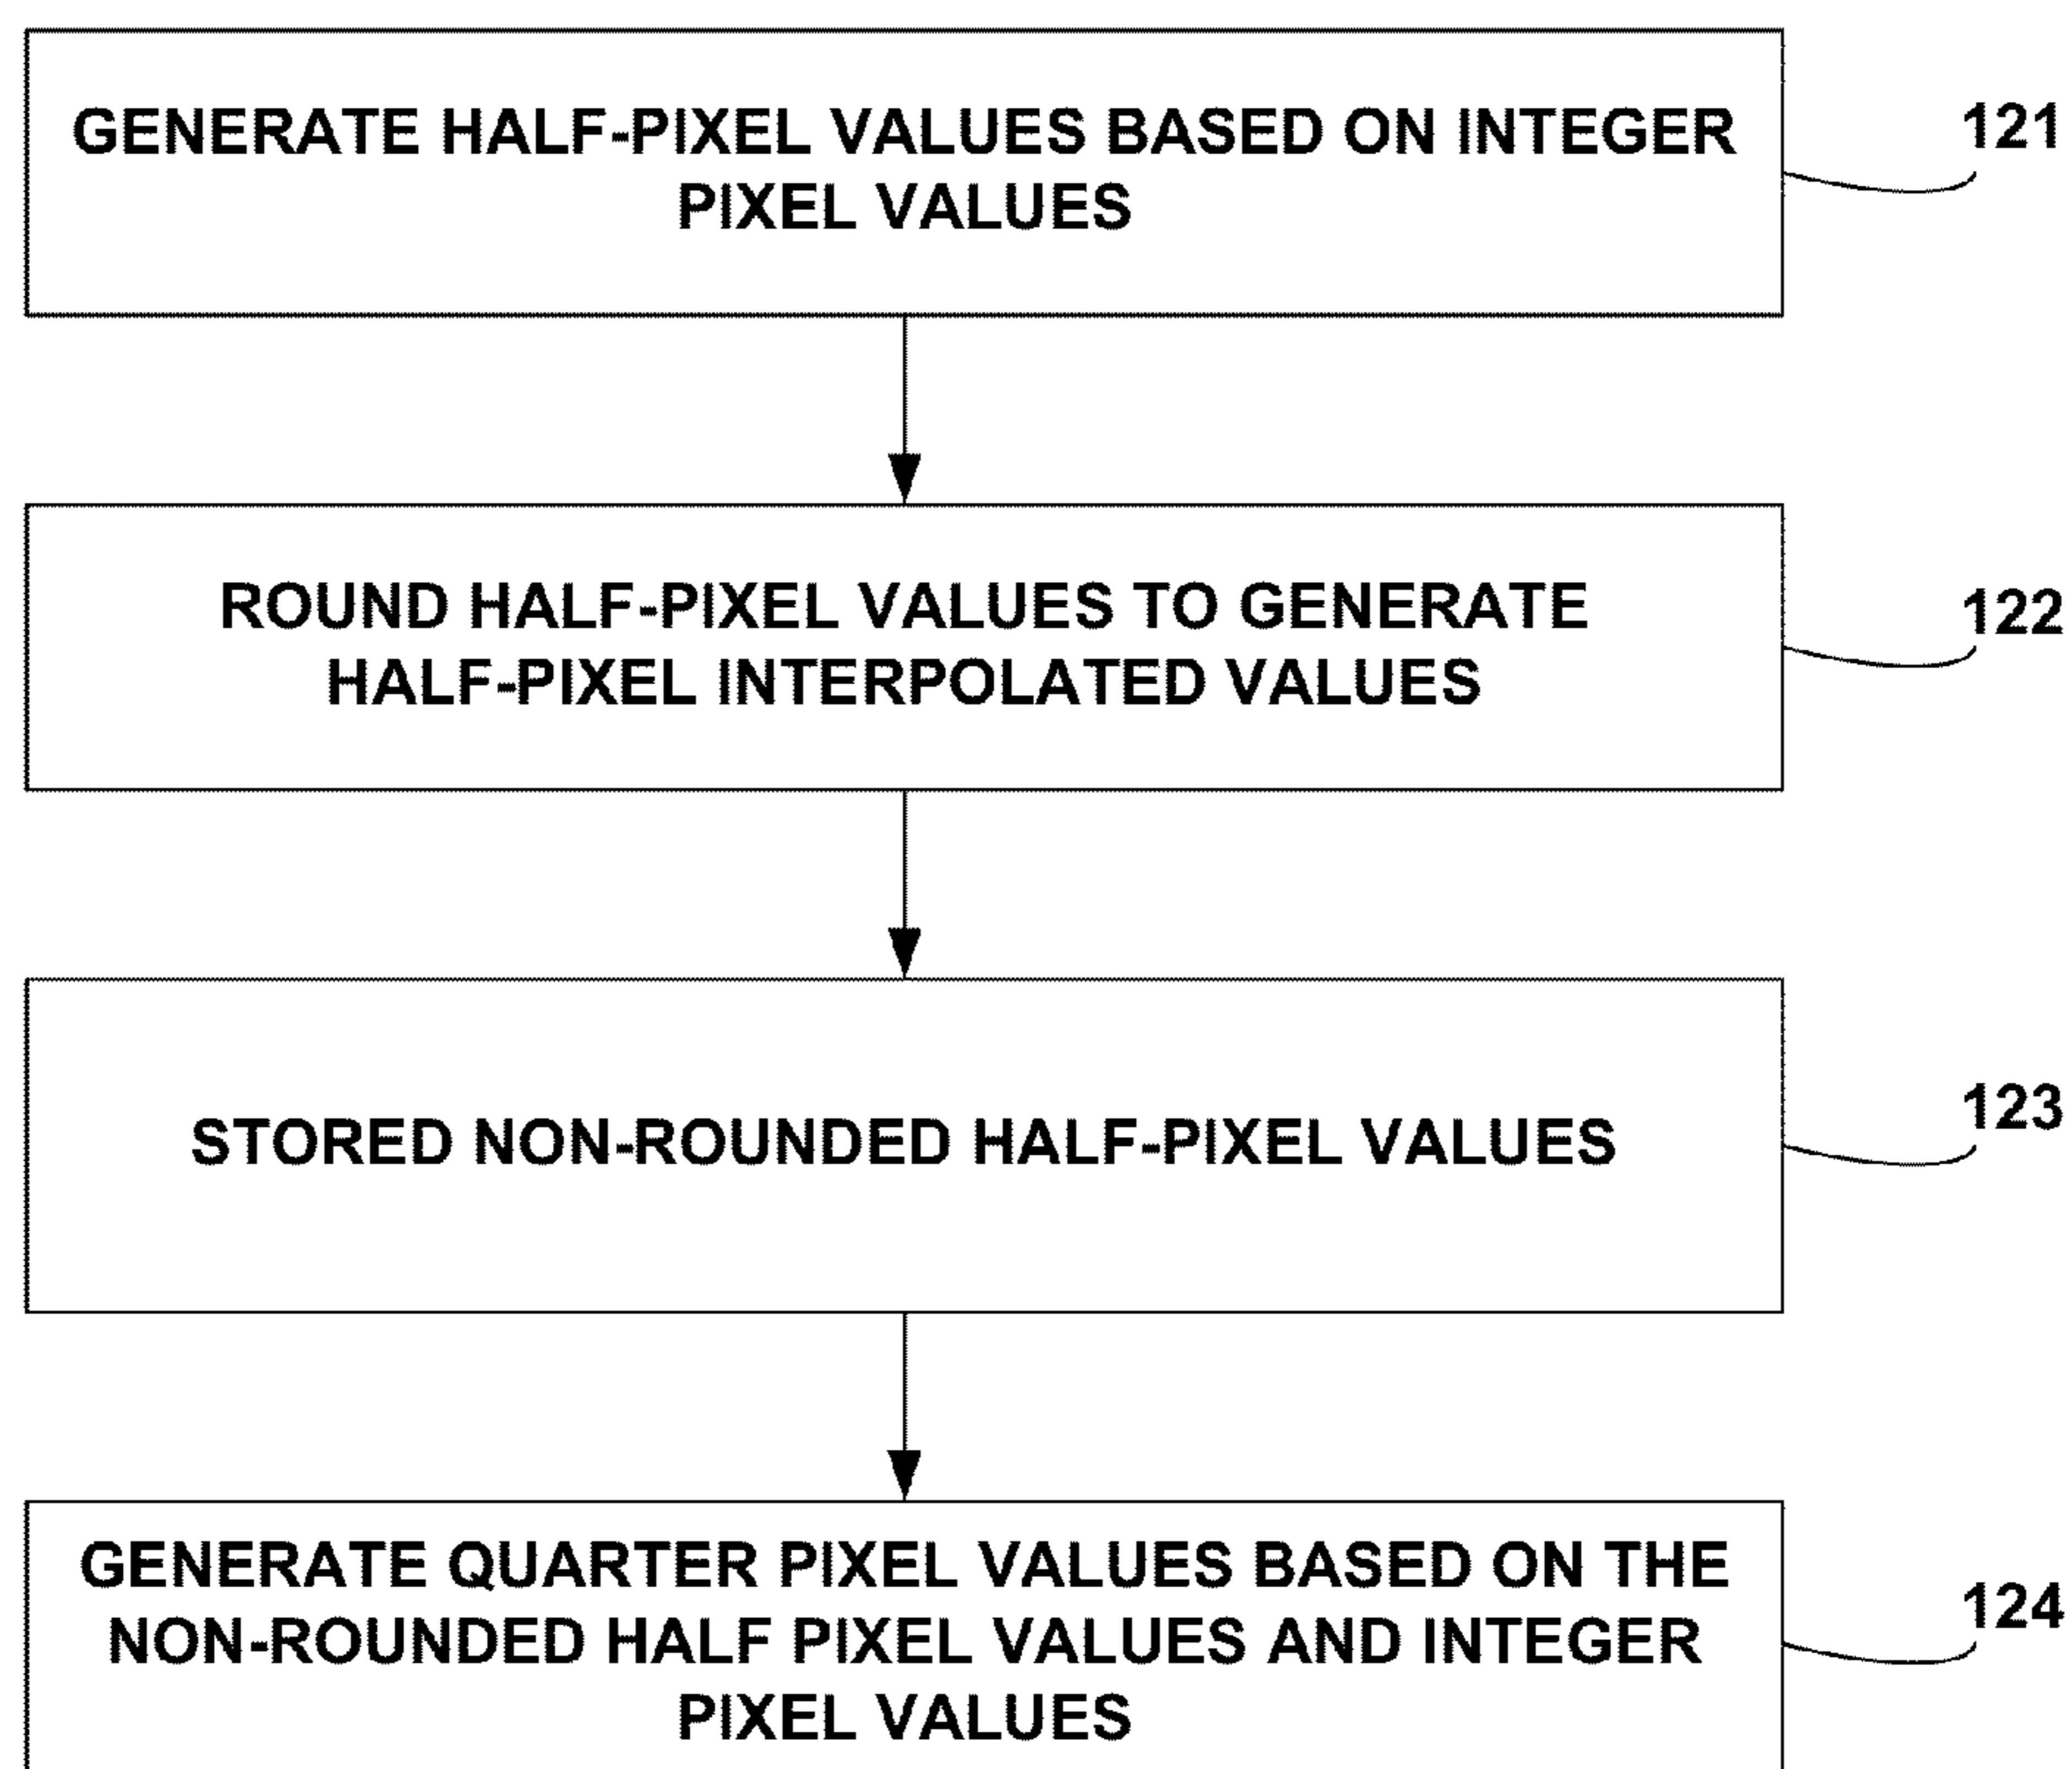 GENERATE HALF-PIXEL VALUES BASED ON INTEGER
PIXEL VALUES
121
ROUND HALF-PIXEL VALUES TO GENERATE
HALF-PIXEL INTERPOLATED VALUES
122
STORED NON-ROUNDED HALF-PIXEL VALUES
123
GENERATE QUARTER PIXEL VALUES BASED ON THE
NON-ROUNDED HALF PIXEL VALUES AND INTEGER
PIXEL VALUES
124